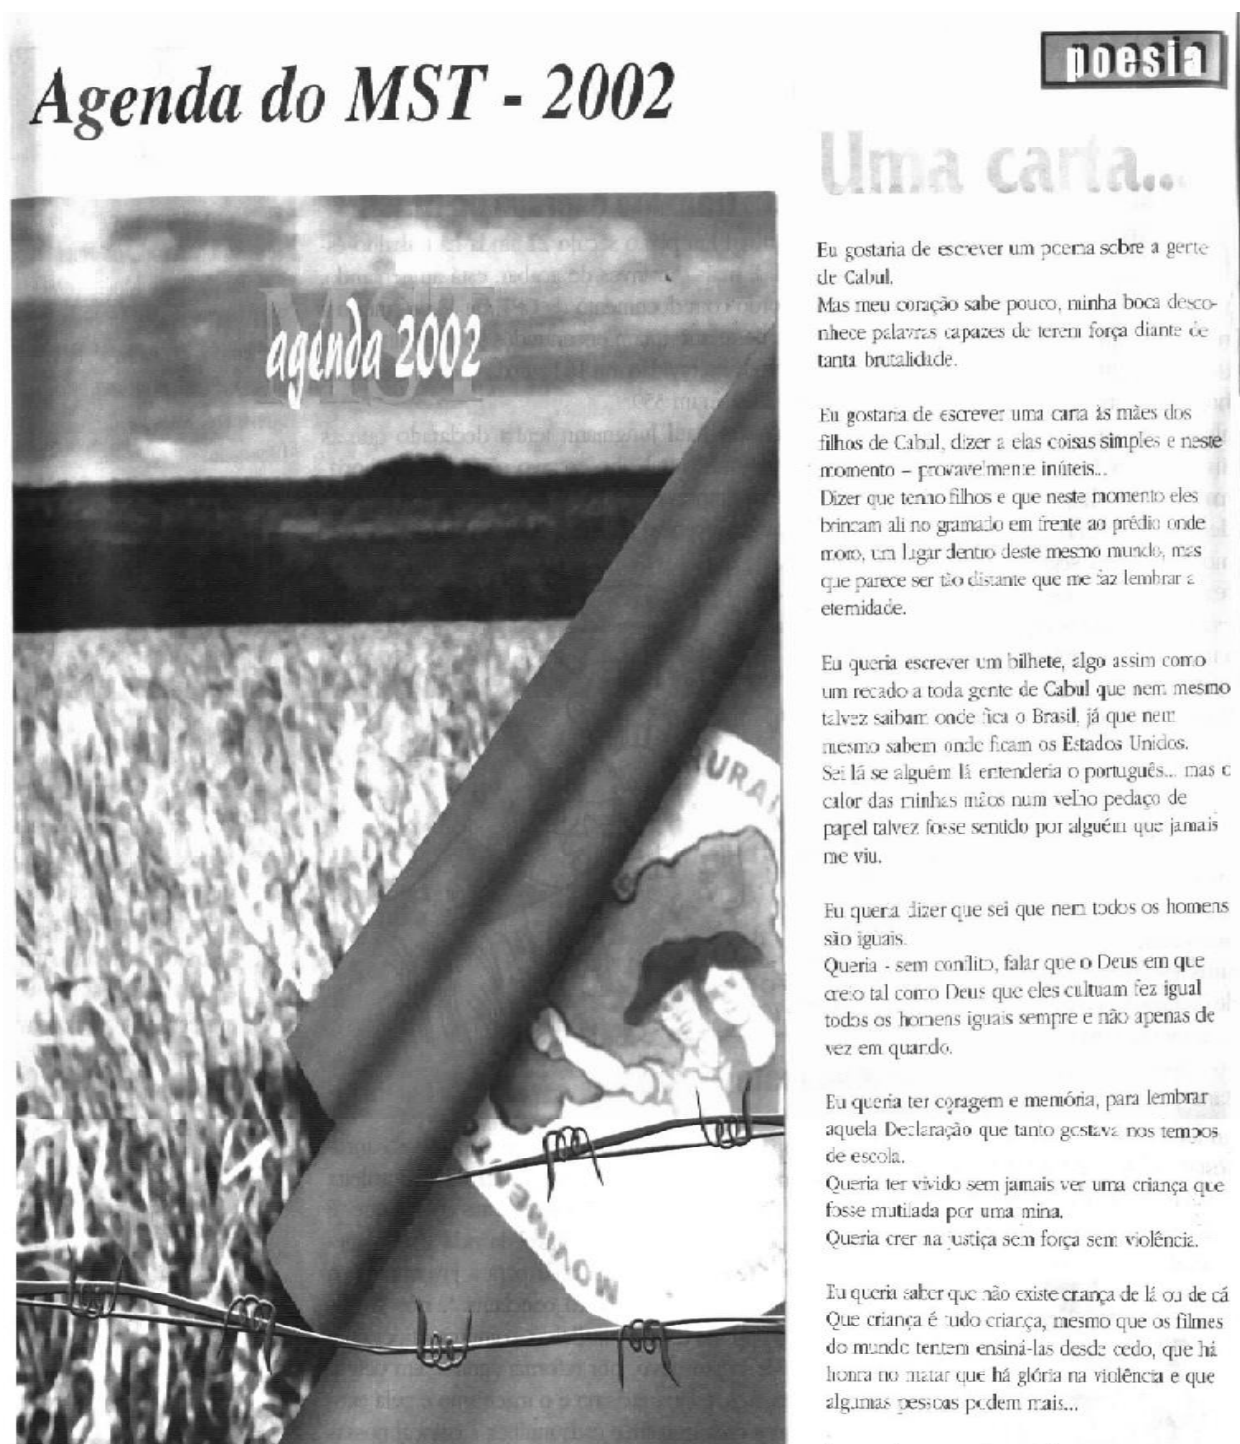 Agenda do MST - 2002
MST
agenda 2002
URA
MOVIMEN
poesia
Uma carta...
Eu gostaria de escrever um poema sobre a gente
de Cabul.
Mas meu coração sabe pouco, minha boca desco-
nhece palavras capazes de terem força diante de
tanta brutalidade.
Eu gostaria de escrever uma carta às mães dos
filhos de Cabul, dizer a elas coisas simples e neste
momento – provavelmente inúteis...
Dizer que tenho filhos e que neste momento eles
brincam ali no gramado em frente ao prédio onde
moro, um lugar dentro deste mesmo mundo, mas
que parece ser tão distante que me faz lembrar a
eternidade.
Eu queria escrever um bilhete, algo assim como
um recado a toda gente de Cabul que nem mesmo
talvez saibam onde fica o Brasil, já que nem
mesmo sabem onde ficam os Estados Unidos.
Sei lá se alguém lá entenderia o português... mas o
calor das minhas mãos num velho pedaço de
papel talvez fosse sentido por alguém que jamais
me viu.
Eu queria dizer que sei que nem todos os homens
são iguais.
Queria - sem conflito, falar que o Deus em que
creio tal como Deus que eles cultuam fez igual
todos os homens iguais sempre e não apenas de
vez em quando.
Eu queria ter coragem e memória, para lembrar
aquela Declaração que tanto gostava nos tempos
de escola.
Queria ter vivido sem jamais ver uma criança que
fosse mutilada por uma mina.
Queria crer na justiça sem força sem violência.
Eu queria saber que não existe criança de lá ou de cá
Que criança é tudo criança, mesmo que os filmes
do mundo tentem ensiná-las desde cedo, que há
honra no matar que há glória na violência e que
algumas pessoas podem mais...